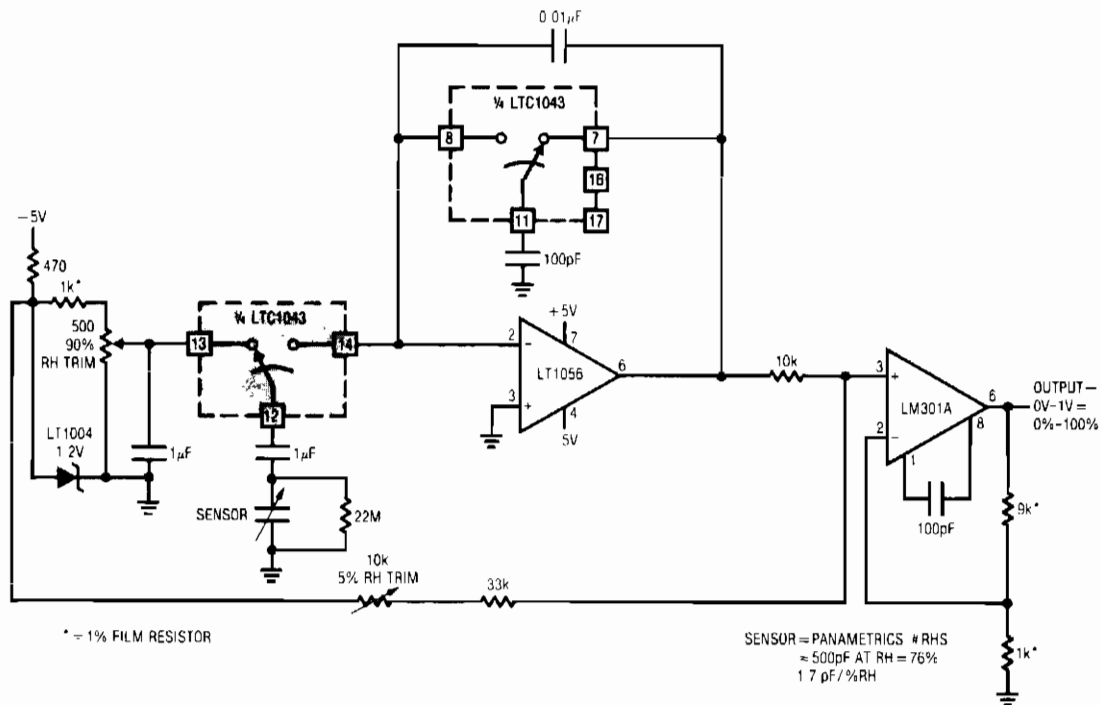 0.01µF
¼ LTC1043
8
7
16
11
17
100pF
−5V
470
1k*
500
90%
RH TRIM
¼ LTC1043
13
14
12
LT1004
1.2V
1µF
1µF
SENSOR
22M
+5V
2
7
LT1056
6
3
4
5V
10k
3
6
LM301A
8
2
1
100pF
OUTPUT—
0V-1V =
0%-100%
9k*
1k*
10k
5% RH TRIM
33k
* = 1% FILM RESISTOR
SENSOR = PANAMETRICS #RHS
= 500pF AT RH = 76%
1.7 pF/%RH